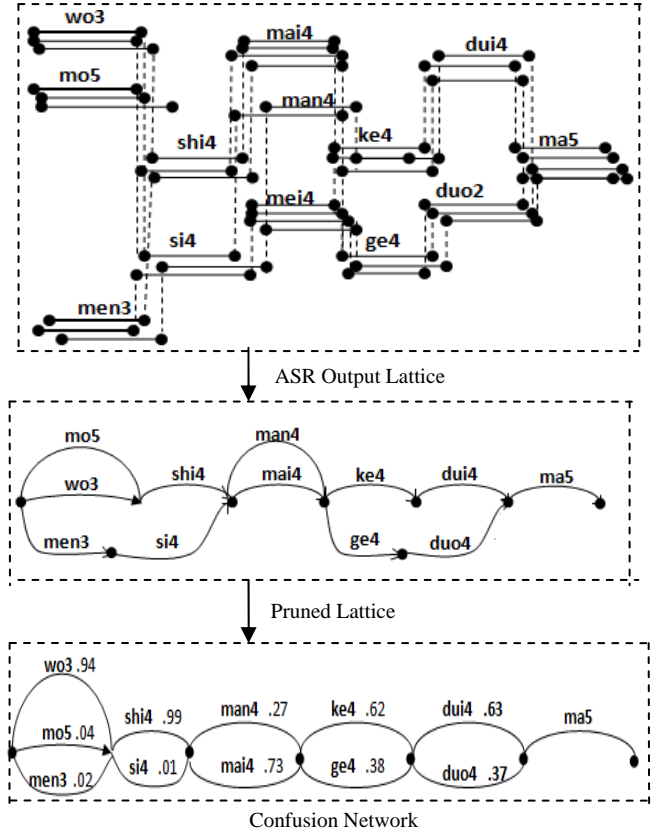 wo3 mai4 dui4
mo5 man4
shi4 ke4 ma5
mei4 duo2
si4 ge4
men3
ASR Output Lattice
mo5 man4
wo3 shi4 mai4 ke4 dui4 ma5
men3 si4 ge4 duo4
Pruned Lattice
wo3 .94
mo5 .04 shi4 .99 man4 .27 ke4 .62 dui4 .63 ma5
men3 .02 si4 .01 mai4 .73 ge4 .38 duo4 .37
Confusion Network